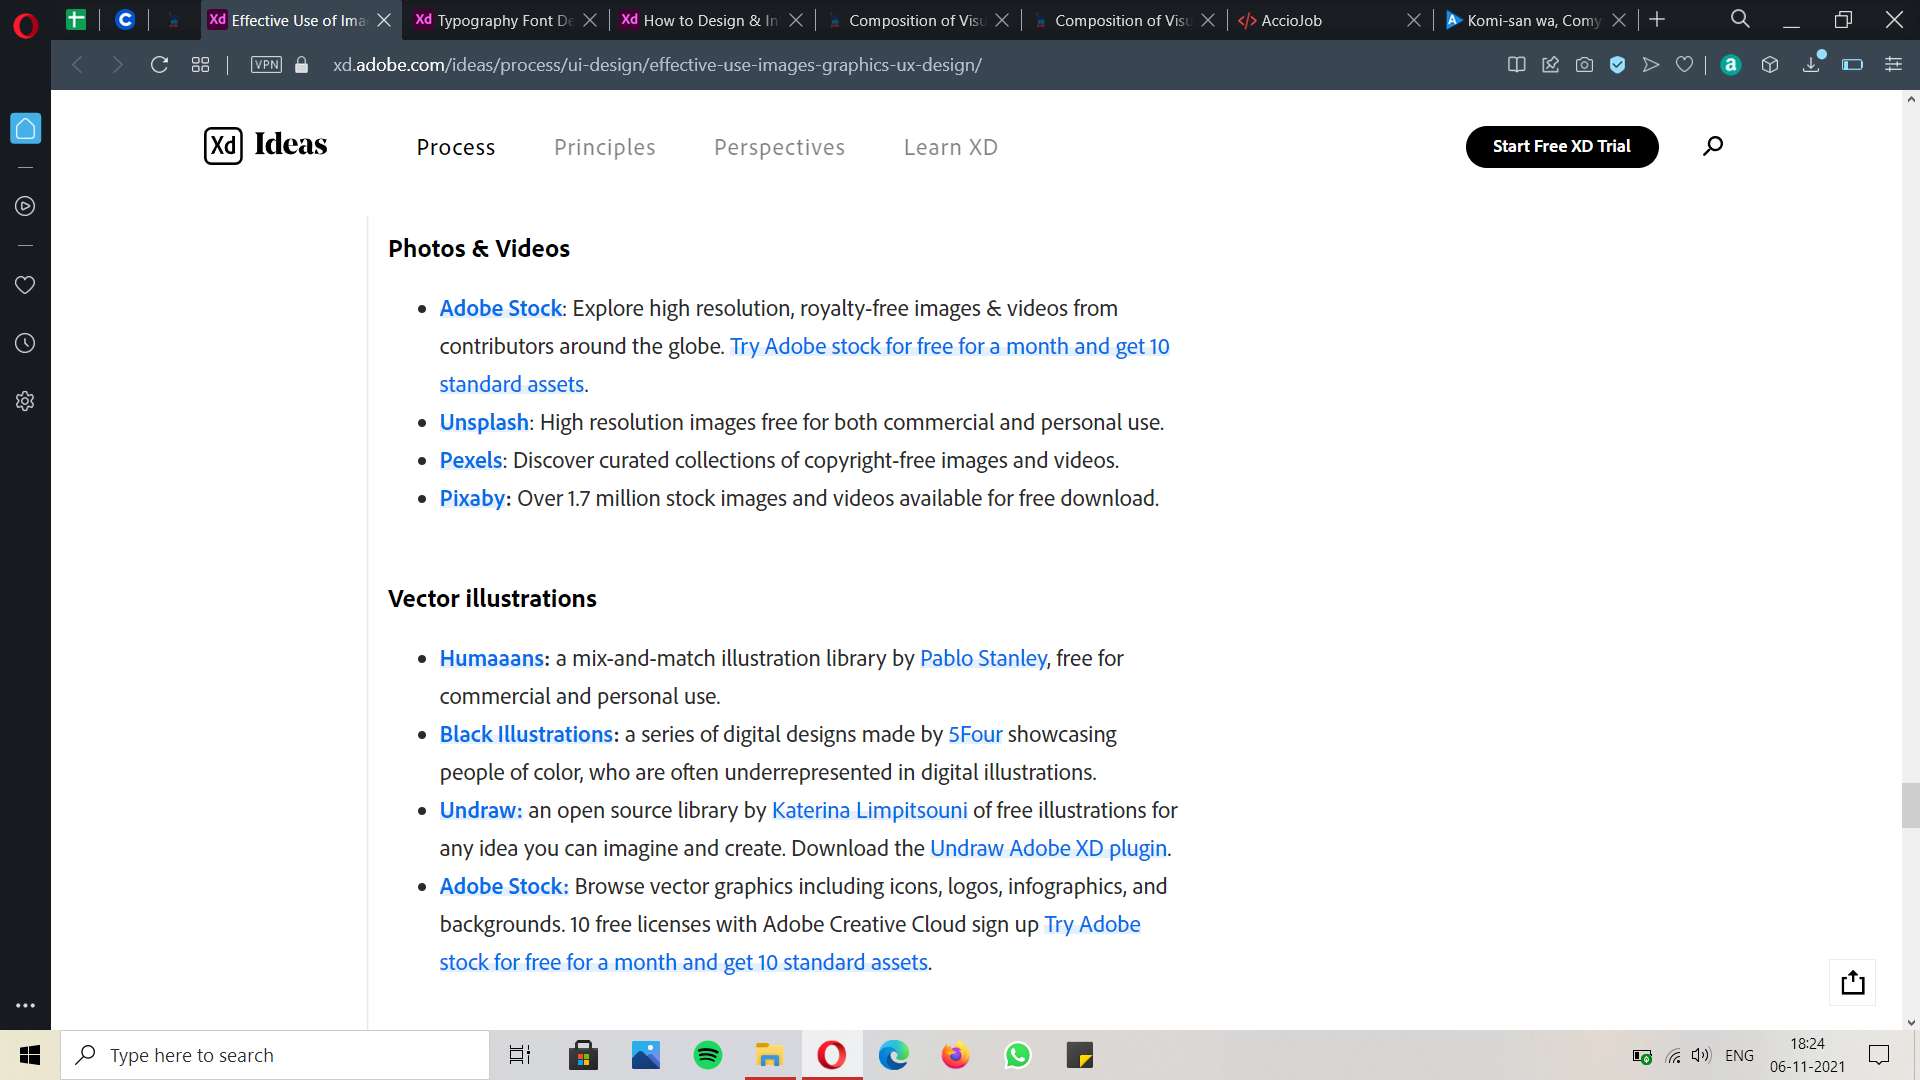 Effective Use of Ima
Typography Font De
How to Design & Im
Composition of Visu
Composition of Visu
AccioJob
Komi-san wa, Comy
VPN
xd.adobe.com/ideas/process/ui-design/effective-use-images-graphics-ux-design/
Xd Ideas
Process
Principles
Perspectives
Learn XD
Start Free XD Trial
Photos & Videos
Adobe Stock: Explore high resolution, royalty-free images & videos from
contributors around the globe. Try Adobe stock for free for a month and get 10
standard assets.
Unsplash: High resolution images free for both commercial and personal use.
Pexels: Discover curated collections of copyright-free images and videos.
Pixaby: Over 1.7 million stock images and videos available for free download.
Vector illustrations
Humaaans: a mix-and-match illustration library by Pablo Stanley, free for
commercial and personal use.
Black Illustrations: a series of digital designs made by 5Four showcasing
people of color, who are often underrepresented in digital illustrations.
Undraw: an open source library by Katerina Limpitsouni of free illustrations for
any idea you can imagine and create. Download the Undraw Adobe XD plugin.
Adobe Stock: Browse vector graphics including icons, logos, infographics, and
backgrounds. 10 free licenses with Adobe Creative Cloud sign up Try Adobe
stock for free for a month and get 10 standard assets.
Type here to search
ENG
18:24
06-11-2021